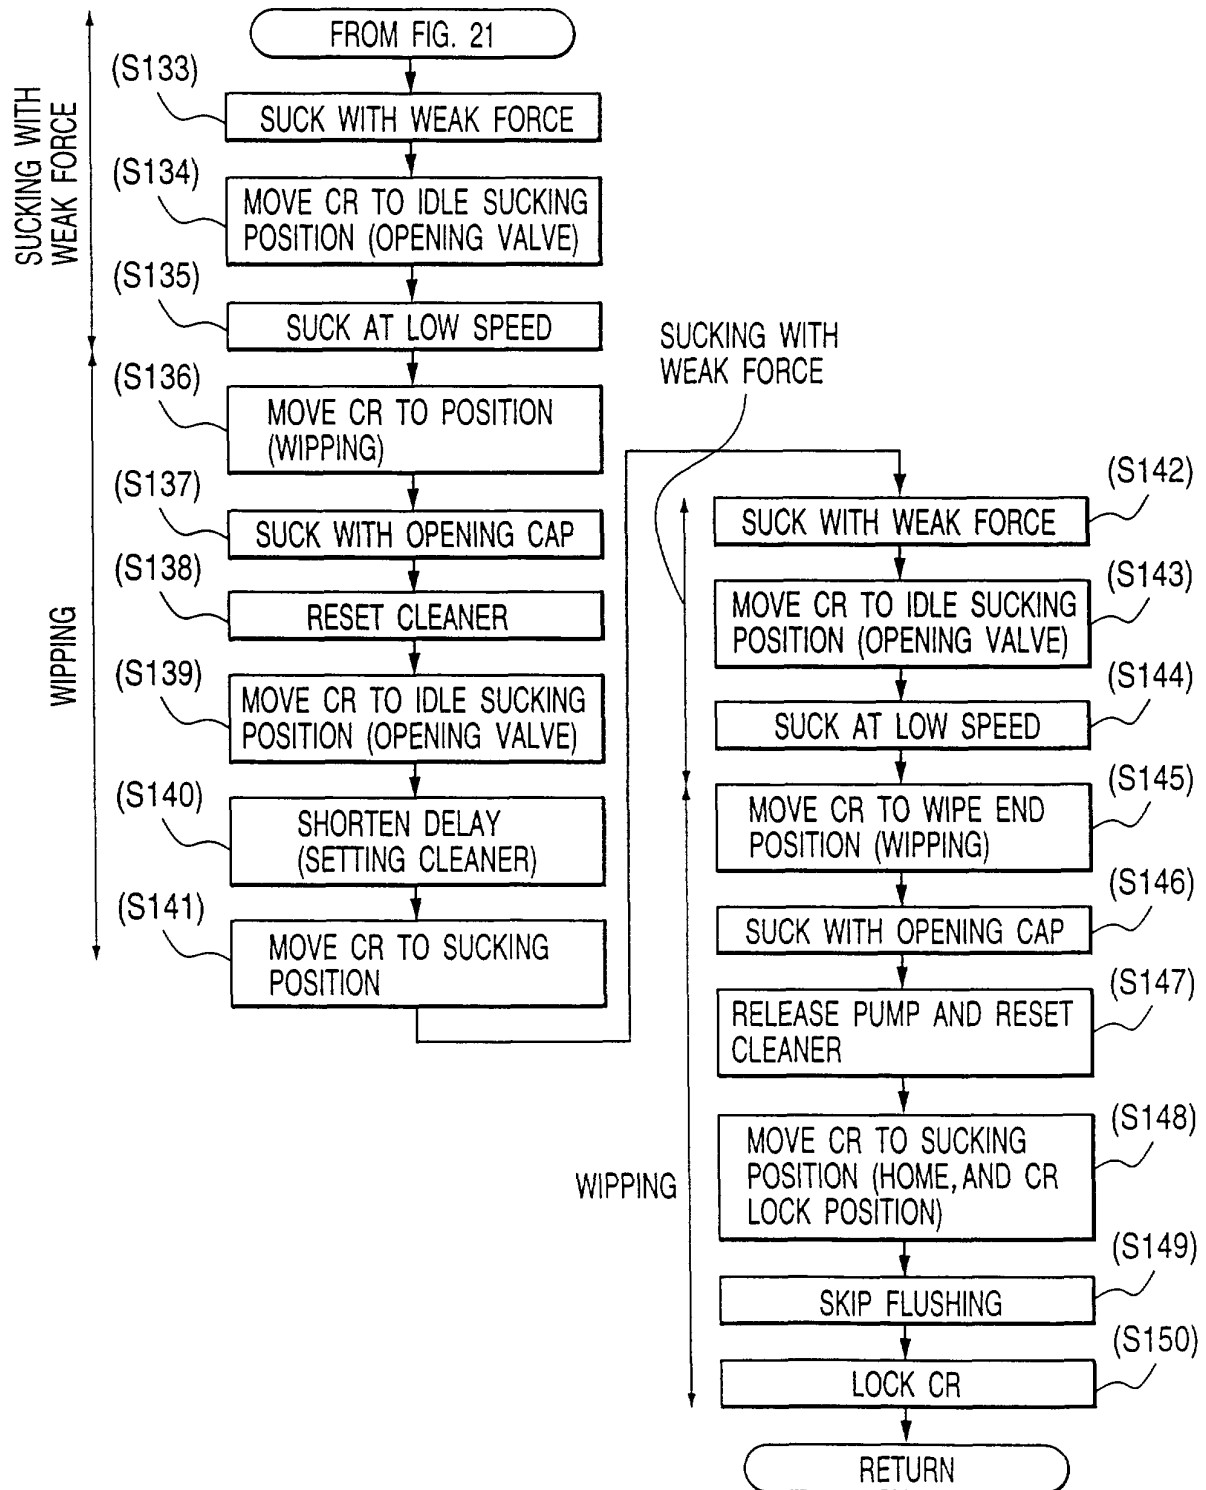 FROM FIG. 21
SUCKING WITH
WEAK FORCE
(S133)
SUCK WITH WEAK FORCE
(S134)
MOVE CR TO IDLE SUCKING
POSITION (OPENING VALVE)
(S135)
SUCK AT LOW SPEED
WIPPING
(S136)
MOVE CR TO POSITION
(WIPPING)
(S137)
SUCK WITH OPENING CAP
(S138)
RESET CLEANER
(S139)
MOVE CR TO IDLE SUCKING
POSITION (OPENING VALVE)
(S140)
SHORTEN DELAY
(SETTING CLEANER)
(S141)
MOVE CR TO SUCKING
POSITION
SUCKING WITH
WEAK FORCE
(S142)
SUCK WITH WEAK FORCE
(S143)
MOVE CR TO IDLE SUCKING
POSITION (OPENING VALVE)
(S144)
SUCK AT LOW SPEED
WIPPING
(S145)
MOVE CR TO WIPE END
POSITION (WIPPING)
(S146)
SUCK WITH OPENING CAP
(S147)
RELEASE PUMP AND RESET
CLEANER
(S148)
MOVE CR TO SUCKING
POSITION (HOME, AND CR
LOCK POSITION)
(S149)
SKIP FLUSHING
(S150)
LOCK CR
RETURN